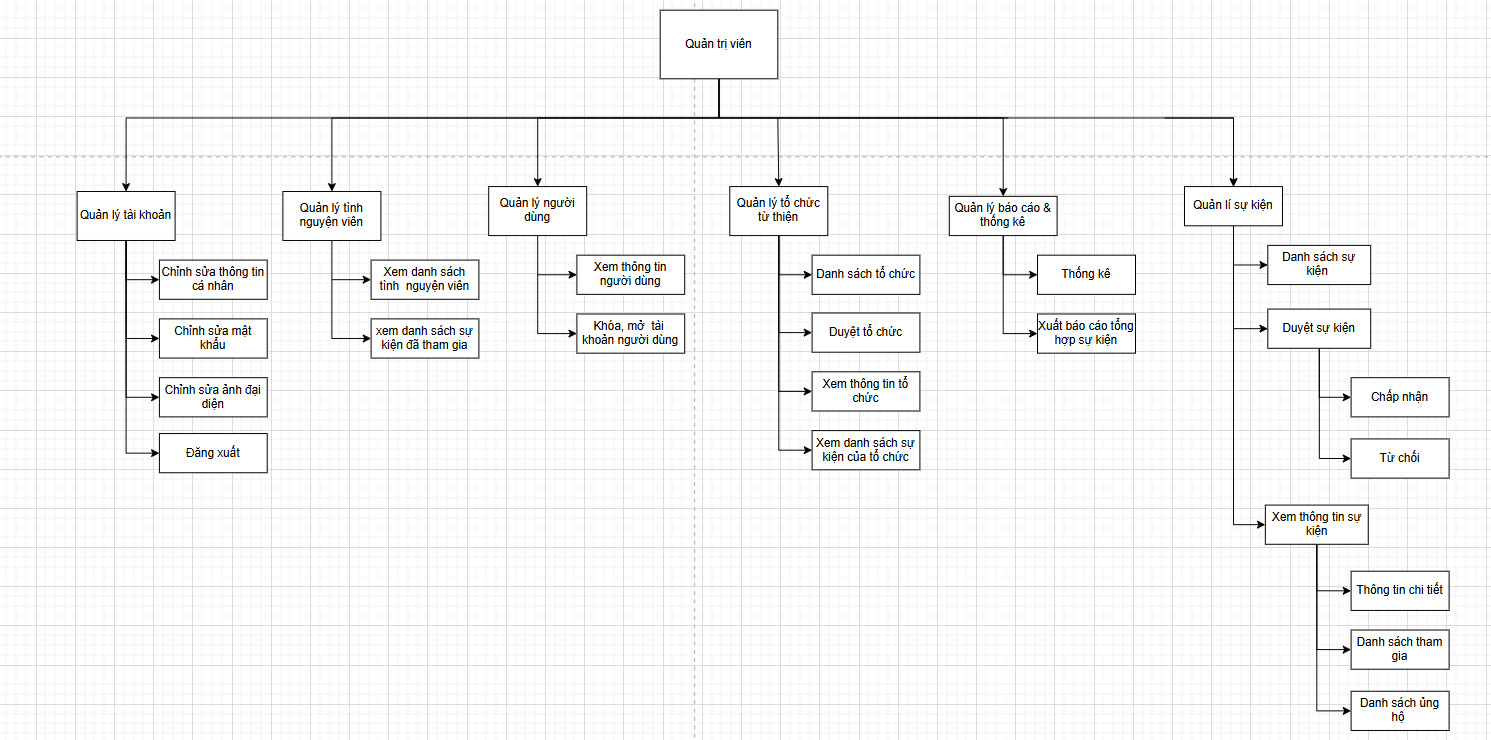 Quản trị viên
Quản lý tài khoản
Chỉnh sửa thông tin
cá nhân
Chỉnh sửa mật
khẩu
Chỉnh sửa ảnh đại
diện
Đăng xuất
Quản lý tình
nguyện viên
Xem danh sách
tình nguyện viên
xem danh sách sự
kiện đã tham gia
Quản lý người
dùng
Xem thông tin
người dùng
Khóa, mở tài
khoản người dùng
Quản lý tổ chức
từ thiện
Danh sách tổ chức
Duyệt tổ chức
Xem thông tin tổ
chức
Xem danh sách sự
kiện của tổ chức
Quản lý báo cáo &
thống kê
Thống kê
Xuất báo cáo tổng
hợp sự kiện
Quản lí sự kiện
Danh sách sự
kiện
Duyệt sự kiện
Chấp nhận
Từ chối
Xem thông tin sự
kiện
Thông tin chi tiết
Danh sách tham
gia
Danh sách ủng
hộ